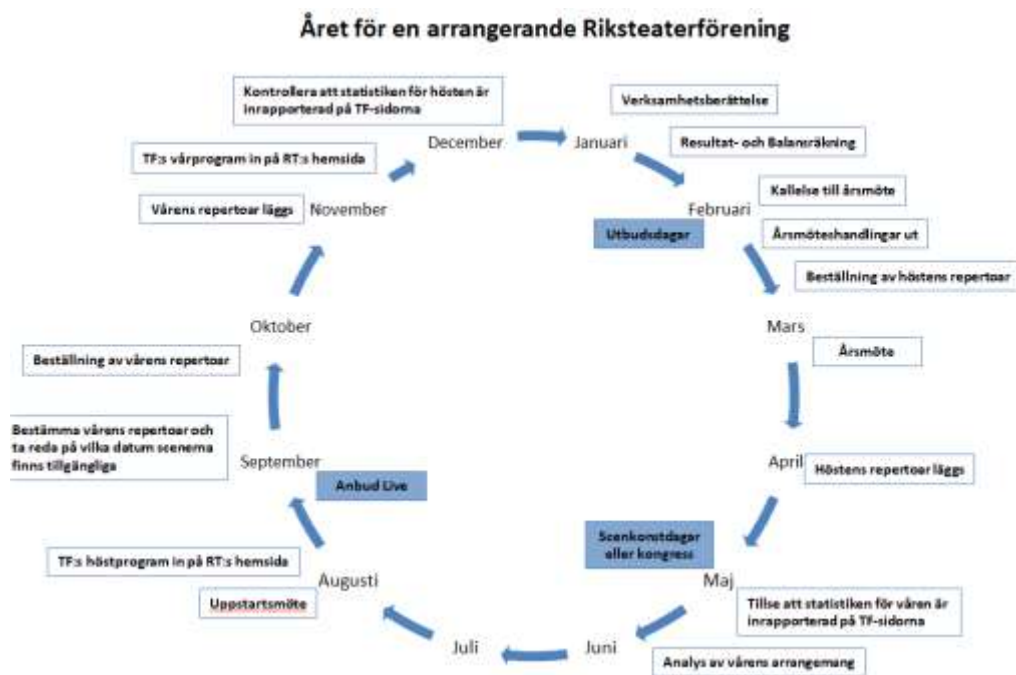 Året för en arrangerande Riksteaterförening
Kontrollera att statistiken för hösten är
inrapporterad på TF-sidorna
December
Januari
Verksamhetsberättelse
Resultat- och Balansräkning
Februari
Kallelse till årsmöte
Utbudsdagar
Årsmöteshandlingar ut
Beställning av höstens repertoar
Mars
Årsmöte
April
Höstens repertoar läggs
Scenkonstdagar
eller kongress
Maj
Tillse att statistiken för våren är
inrapporterad på TF-sidorna
Juni
Analys av vårens arrangemang
Juli
Augusti
Uppstartsmöte
TF:s höstprogram in på RT:s hemsida
September
Anbud Live
Bestämma vårens repertoar och
ta reda på vilka datum scenerna
finns tillgängliga
Beställning av vårens repertoar
Oktober
November
Vårens repertoar läggs
TF:s vårprogram in på RT:s hemsida